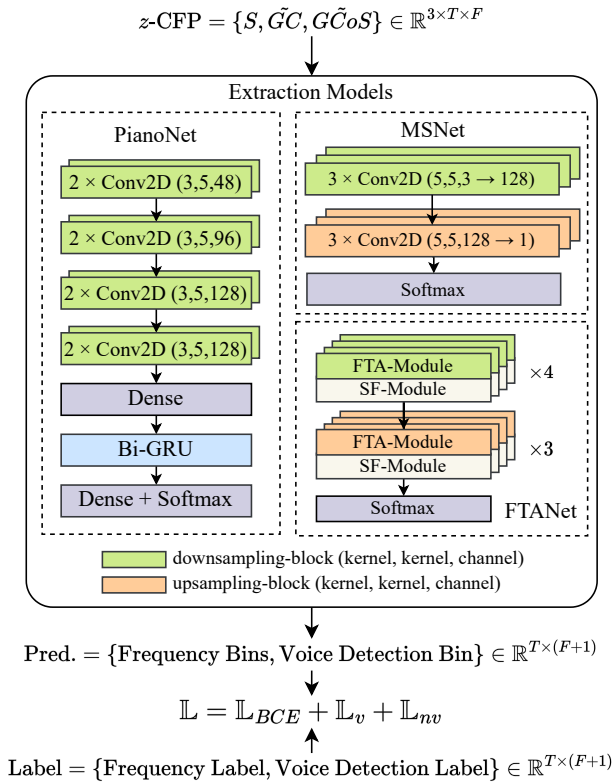 z-CFP = {S, G̃C, GC̃oS} ∈ ℝ^{3×T×F}
Extraction Models
PianoNet
2 × Conv2D (3,5,48)
2 × Conv2D (3,5,96)
2 × Conv2D (3,5,128)
2 × Conv2D (3,5,128)
Dense
Bi-GRU
Dense + Softmax
MSNet
3 × Conv2D (5,5,3 → 128)
3 × Conv2D (5,5,128 → 1)
Softmax
FTA-Module
SF-Module
×4
FTA-Module
SF-Module
×3
Softmax
FTANet
downsampling-block (kernel, kernel, channel)
upsampling-block (kernel, kernel, channel)
Pred. = {Frequency Bins, Voice Detection Bin} ∈ ℝ^{T×(F+1)}
𝕃 = 𝕃_{BCE} + 𝕃_v + 𝕃_{nv}
Label = {Frequency Label, Voice Detection Label} ∈ ℝ^{T×(F+1)}